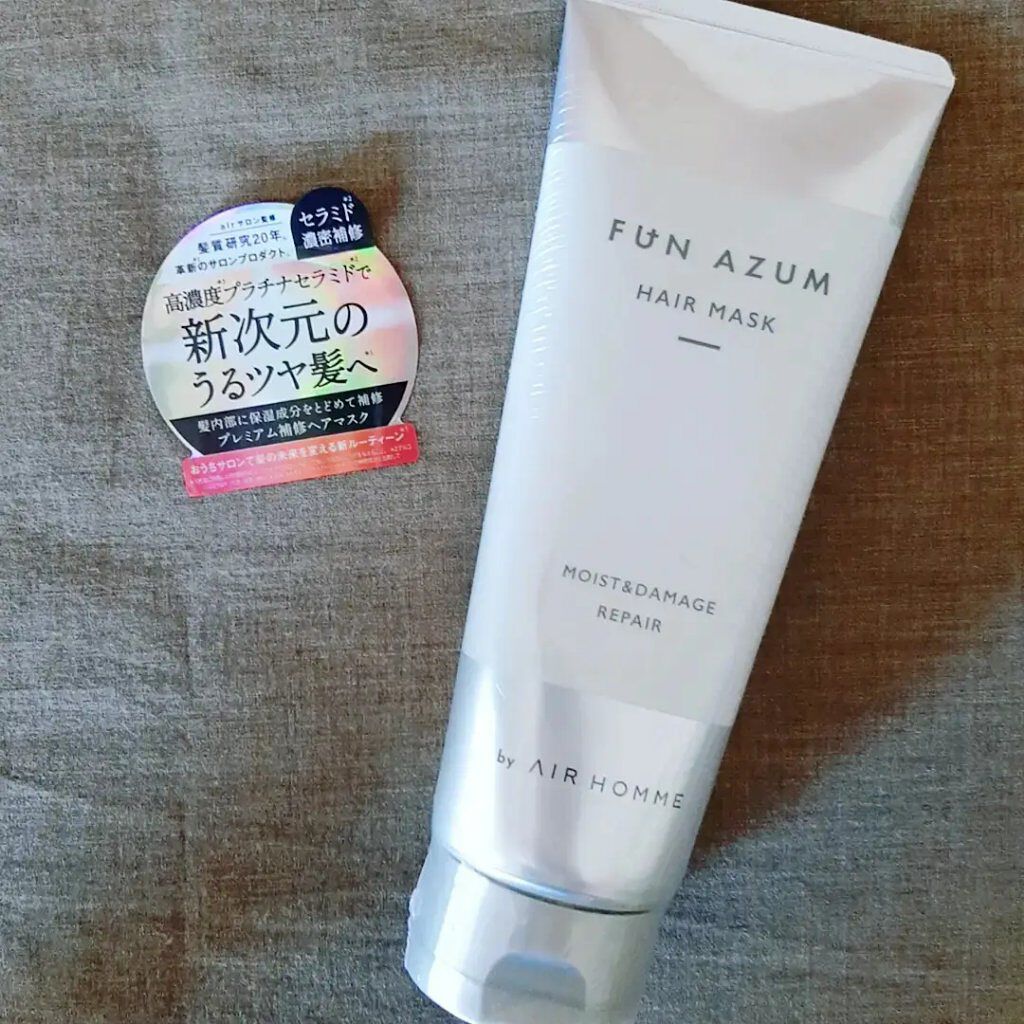 airサロン監修
髪質研究20年。
革新のサロンプロダクト。
セラミド
濃密補修
高濃度プラチナセラミドで
新次元の
うるツヤ髪へ
髪内部に保湿成分をとどめて補修
プレミアム補修ヘアマスク
おうちサロンで髪の未来を変える新ルーティーン
FUN AZUM
HAIR MASK
MOIST&DAMAGE
REPAIR
by AIR HOMME